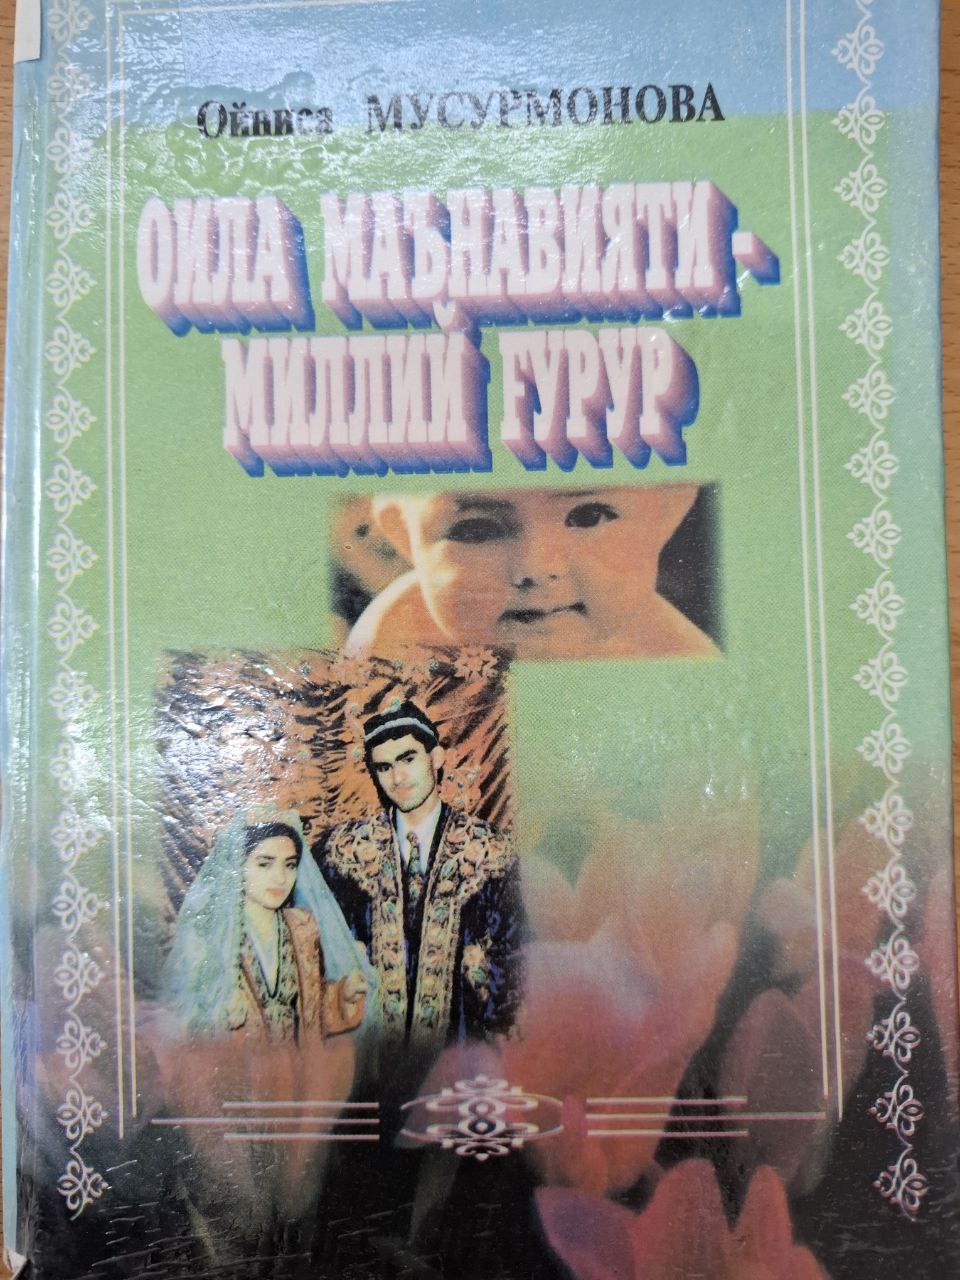 Ойниса МУСУРМОНОВА
ОИЛА МАЪНАВИЯТИ -
МИЛЛИЙ ҒУРУР